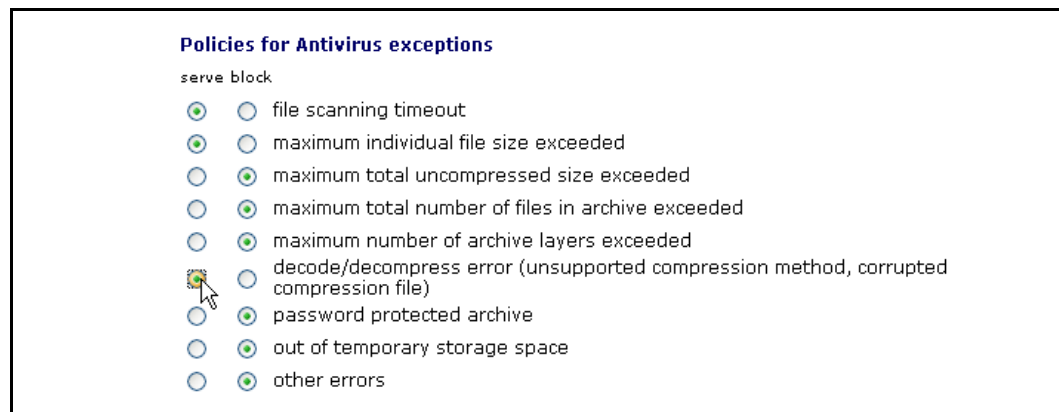 Policies for Antivirus exceptions
serve block
file scanning timeout
maximum individual file size exceeded
maximum total uncompressed size exceeded
maximum total number of files in archive exceeded
maximum number of archive layers exceeded
decode/decompress error (unsupported compression method, corrupted
compression file)
password protected archive
out of temporary storage space
other errors